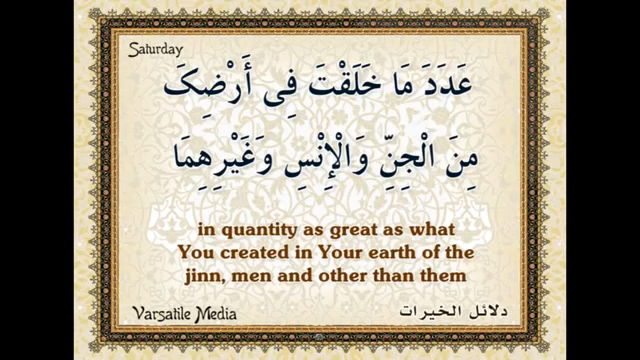 Saturday
عَدَدَ مَا خَلَقْتَ فِى أَرْضِكَ
مِنَ الْجِنِّ وَالْإِنْسِ وَغَيْرِهِمَا
in quantity as great as what
You created in Your earth of the
jinn, men and other than them
Varsatile Media
دلائل الخيرات